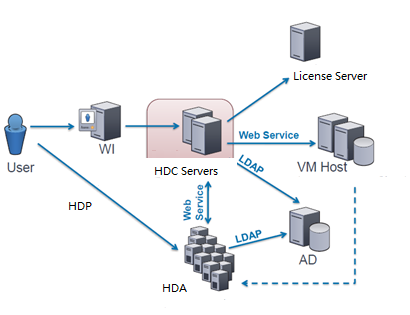 License Server
Web Service
User
WI
HDC Servers
LDAP
VM Host
HDP
Web
Service
LDAP
AD
HDA